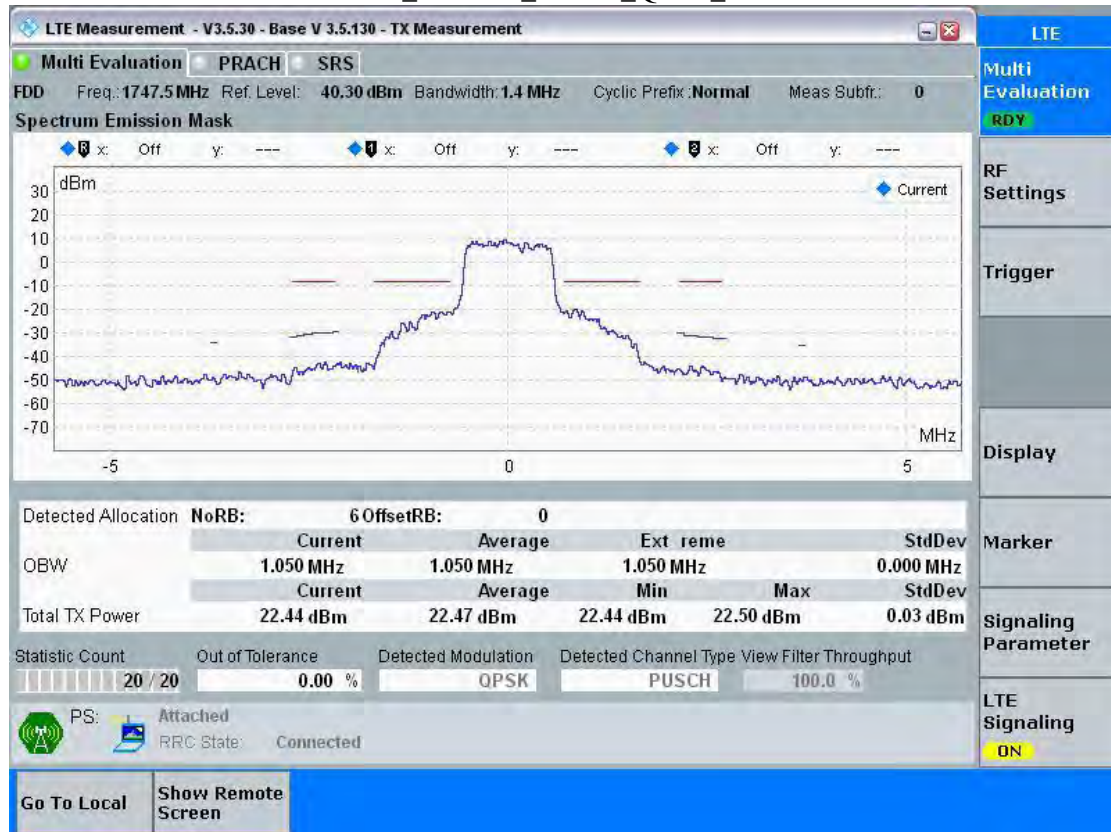 LTE Measurement - V3.5.30 - Base V 3.5.130 - TX Measurement
LTE
Multi Evaluation PRACH SRS
Multi Evaluation
RDY
FDD Freq.: 1747.5 MHz Ref. Level: 40.30 dBm Bandwidth: 1.4 MHz Cyclic Prefix : Normal Meas Subfr.: 0
Spectrum Emission Mask
R x: Off y: --- 1 x: Off y: --- 2 x: Off y: ---
dBm
Current
30
20
10
0
-10
-20
-30
-40
-50
-60
-70
MHz
-5 0 5
RF Settings
Trigger
Display
Marker
Signaling Parameter
LTE Signaling
ON
Detected Allocation NoRB: 6 OffsetRB: 0
Current Average Ext reme StdDev
OBW 1.050 MHz 1.050 MHz 1.050 MHz 0.000 MHz
Current Average Min Max StdDev
Total TX Power 22.44 dBm 22.47 dBm 22.44 dBm 22.50 dBm 0.03 dBm
Statistic Count Out of Tolerance Detected Modulation Detected Channel Type View Filter Throughput
20 / 20 0.00 % QPSK PUSCH 100.0 %
PS: Attached
RRC State: Connected
Go To Local Show Remote Screen